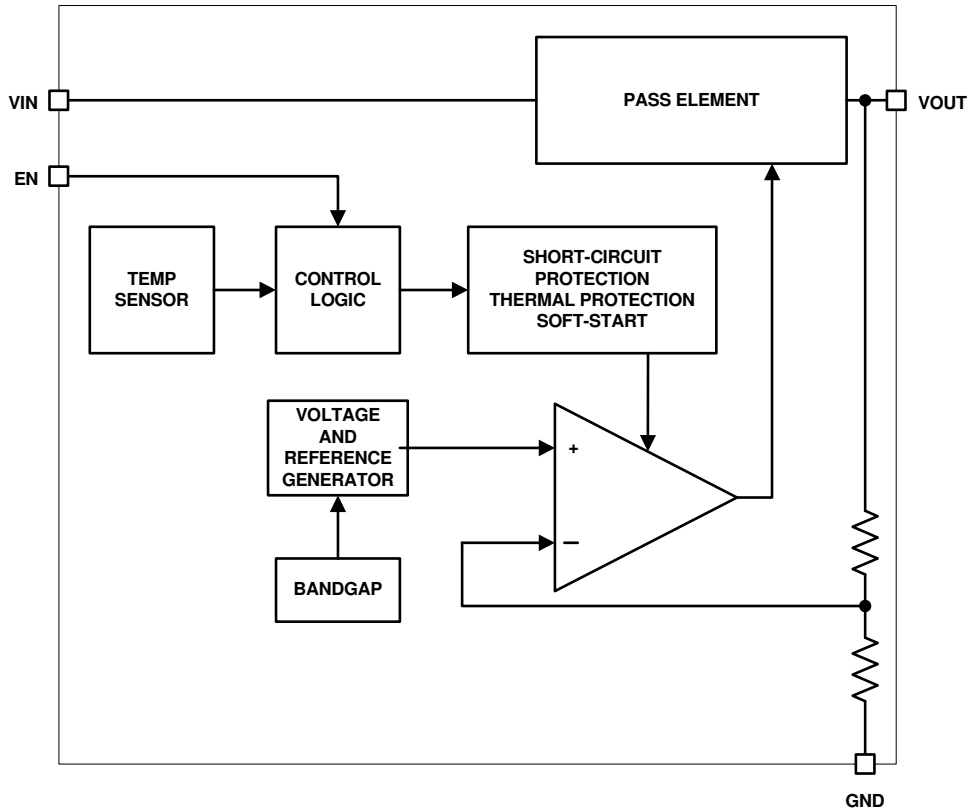 PASS ELEMENT
VIN
VOUT
EN
TEMP
SENSOR
CONTROL
LOGIC
SHORT-CIRCUIT
PROTECTION
THERMAL PROTECTION
SOFT-START
VOLTAGE
AND
REFERENCE
GENERATOR
+
–
BANDGAP
GND